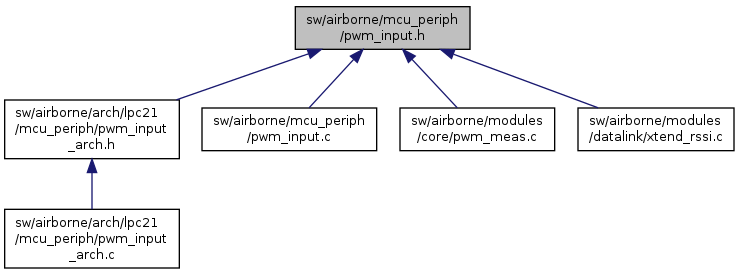 sw/airborne/mcu_periph
/pwm_input.h
sw/airborne/arch/lpc21
/mcu_periph/pwm_input
_arch.h
sw/airborne/mcu_periph
/pwm_input.c
sw/airborne/modules
/core/pwm_meas.c
sw/airborne/modules
/datalink/xtend_rssi.c
sw/airborne/arch/lpc21
/mcu_periph/pwm_input
_arch.c